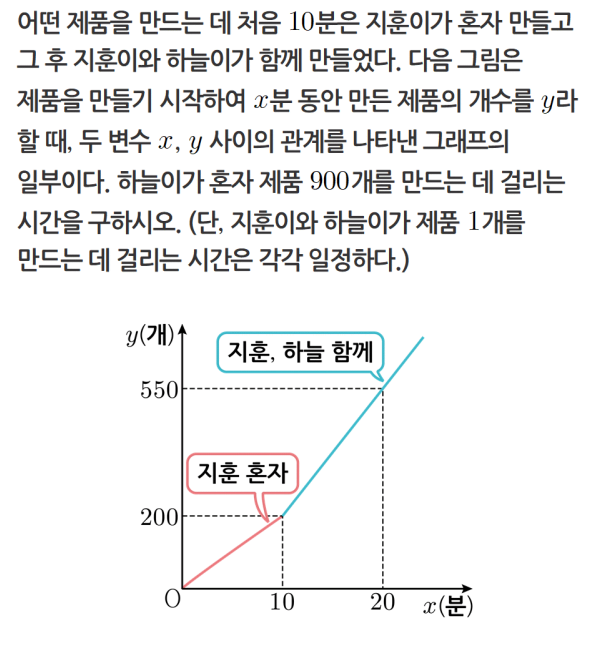 어떤 제품을 만드는 데 처음 10분은 지훈이가 혼자 만들고
그 후 지훈이와 하늘이가 함께 만들었다. 다음 그림은
제품을 만들기 시작하여 x분 동안 만든 제품의 개수를 y라
할 때, 두 변수 x, y 사이의 관계를 나타낸 그래프의
일부이다. 하늘이가 혼자 제품 900개를 만드는 데 걸리는
시간을 구하시오. (단, 지훈이와 하늘이가 제품 1개를
만드는 데 걸리는 시간은 각각 일정하다.)
y(개)
지훈, 하늘 함께
550
지훈 혼자
200
O
10
20
x(분)